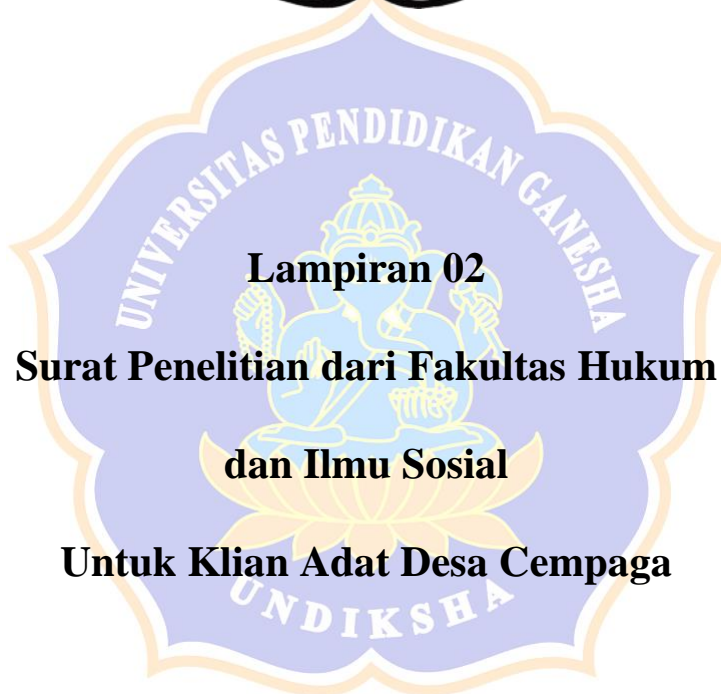 UNIVERSITAS PENDIDIKAN GANESHA
Lampiran 02
Surat Penelitian dari Fakultas Hukum
dan Ilmu Sosial
Untuk Klian Adat Desa Cempaga
UNDIKSHA